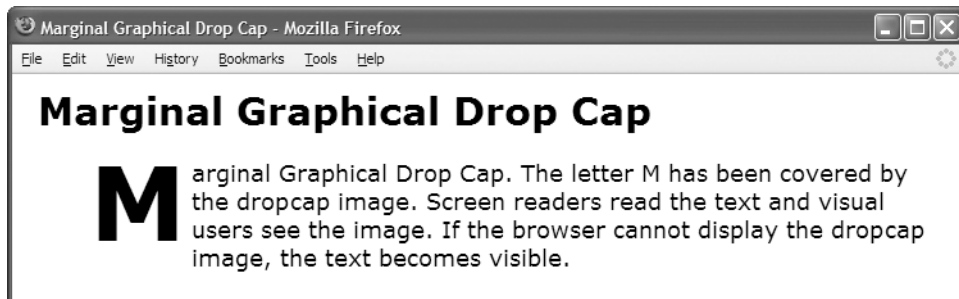 Marginal Graphical Drop Cap - Mozilla Firefox
File Edit View History Bookmarks Tools Help
Marginal Graphical Drop Cap
Marginal Graphical Drop Cap. The letter M has been covered by
the dropcap image. Screen readers read the text and visual
users see the image. If the browser cannot display the dropcap
image, the text becomes visible.